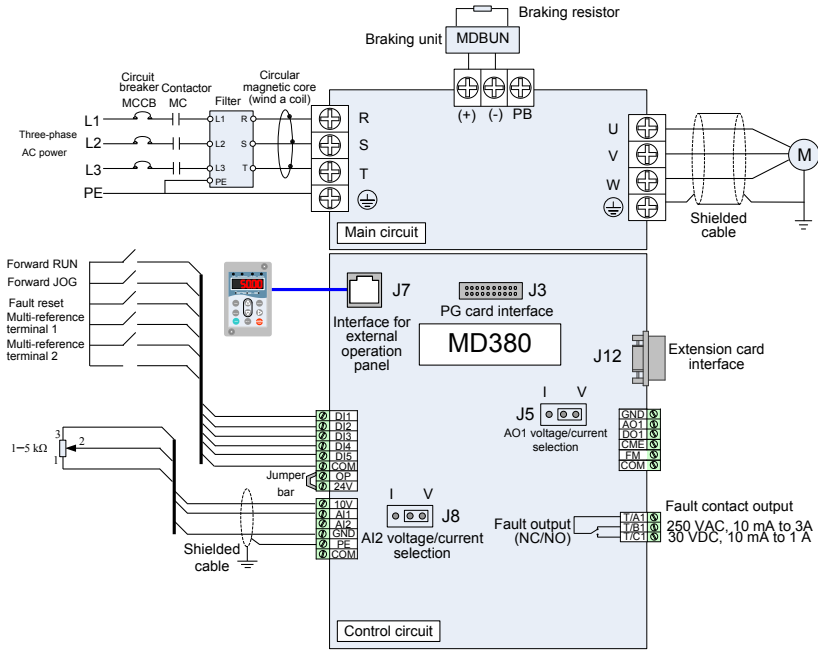 Braking resistor
Braking unit
MDBUN
(+) (-) PB
Circuit
breaker
MCCB
Contactor
MC
Filter
Circular
magnetic core
(wind a coil)
Three-phase
AC power
L1
L2
L3
PE
L1 R
L2 S
L3 T
PE
R
S
T
U
V
W
M
Shielded
cable
Main circuit
Forward RUN
Forward JOG
Fault reset
Multi-reference
terminal 1
Multi-reference
terminal 2
5000
J7
Interface for
external
operation
panel
J3
PG card interface
MD380
J12
Extension card
interface
I V
J5
AO1 voltage/current
selection
GND
AO1
DO1
CME
FM
COM
DI1
DI2
DI3
DI4
DI5
COM
OP
24V
Jumper
bar
1–5 kΩ
3
2
1
10V
AI1
AI2
GND
PE
COM
Shielded
cable
I V
J8
AI2 voltage/current
selection
Fault output
(NC/NO)
T/A1
T/B1
T/C1
Fault contact output
250 VAC, 10 mA to 3A
30 VDC, 10 mA to 1 A
Control circuit